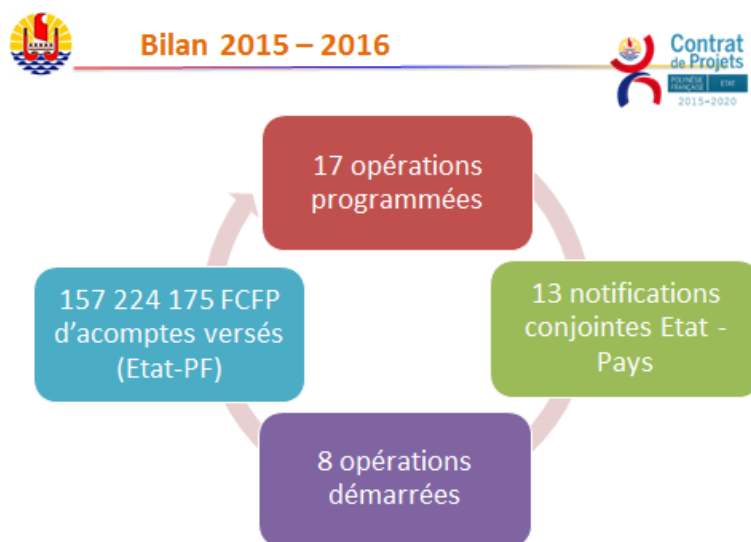 Bilan 2015 – 2016
Contrat
de Projets
POLYNÉSIE
FRANÇAISE
ETAT
2015-2020
17 opérations
programmées
13 notifications
conjointes Etat -
Pays
8 opérations
démarrées
157 224 175 FCFP
d'acomptes versés
(Etat-PF)